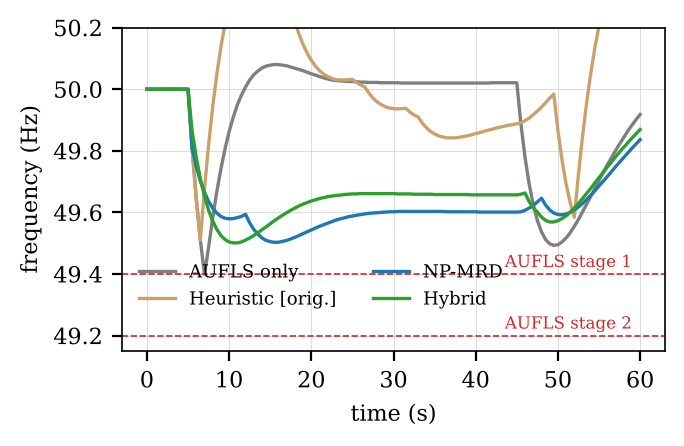 50.2
50.0
49.8
49.6
49.4
49.2
frequency (Hz)
AUFLS stage 1
AUFLS only
NP-MRD
Heuristic [orig.]
Hybrid
AUFLS stage 2
0 10 20 30 40 50 60
time (s)